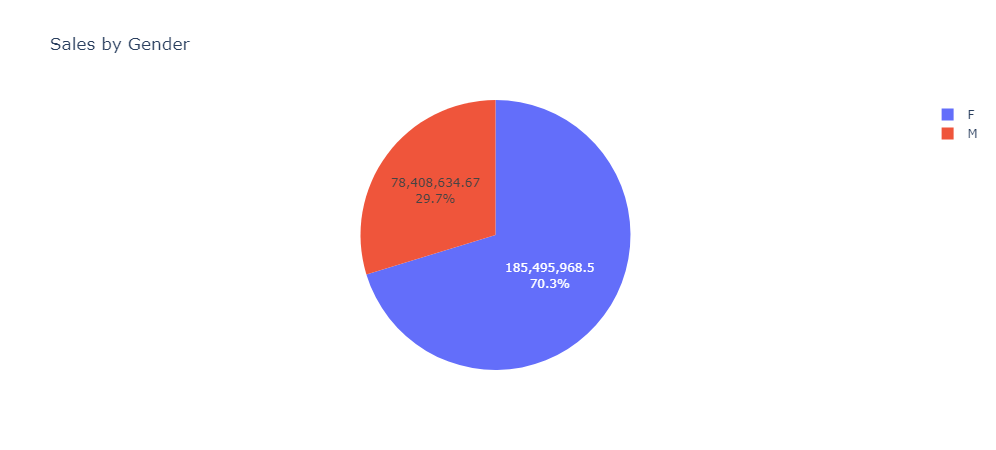 Sales by Gender
F
M
78,408,634.67
29.7%
185,495,968.5
70.3%